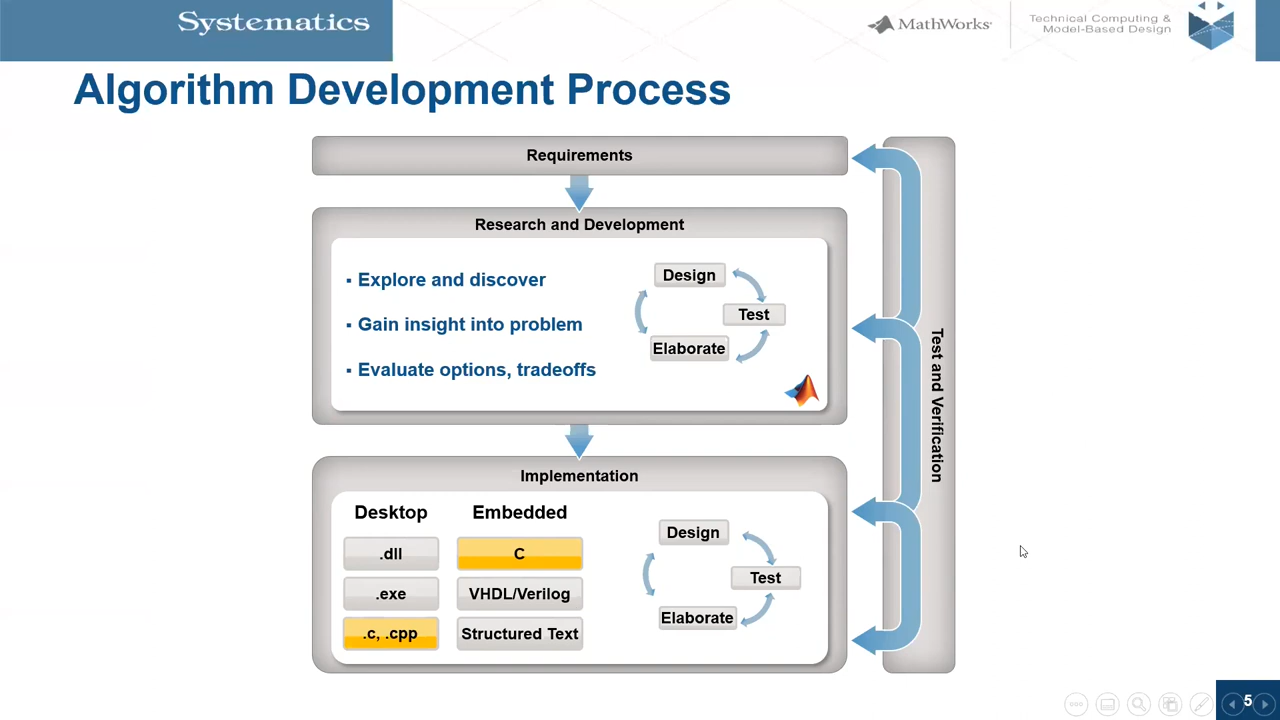 Systematics
MathWorks®
Technical Computing &
Model-Based Design
Algorithm Development Process
Requirements
Research and Development
▪ Explore and discover
▪ Gain insight into problem
▪ Evaluate options, tradeoffs
Design
Test
Elaborate
Implementation
Desktop
Embedded
.dll
C
.exe
VHDL/Verilog
.c, .cpp
Structured Text
Design
Test
Elaborate
Test and Verification
5